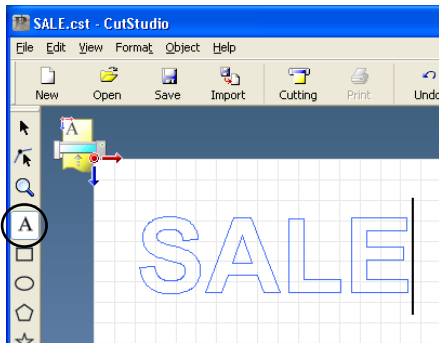 SALE.cst - CutStudio
File Edit View Format Object Help
New Open Save Import Cutting Print Undo
A
A
SALE